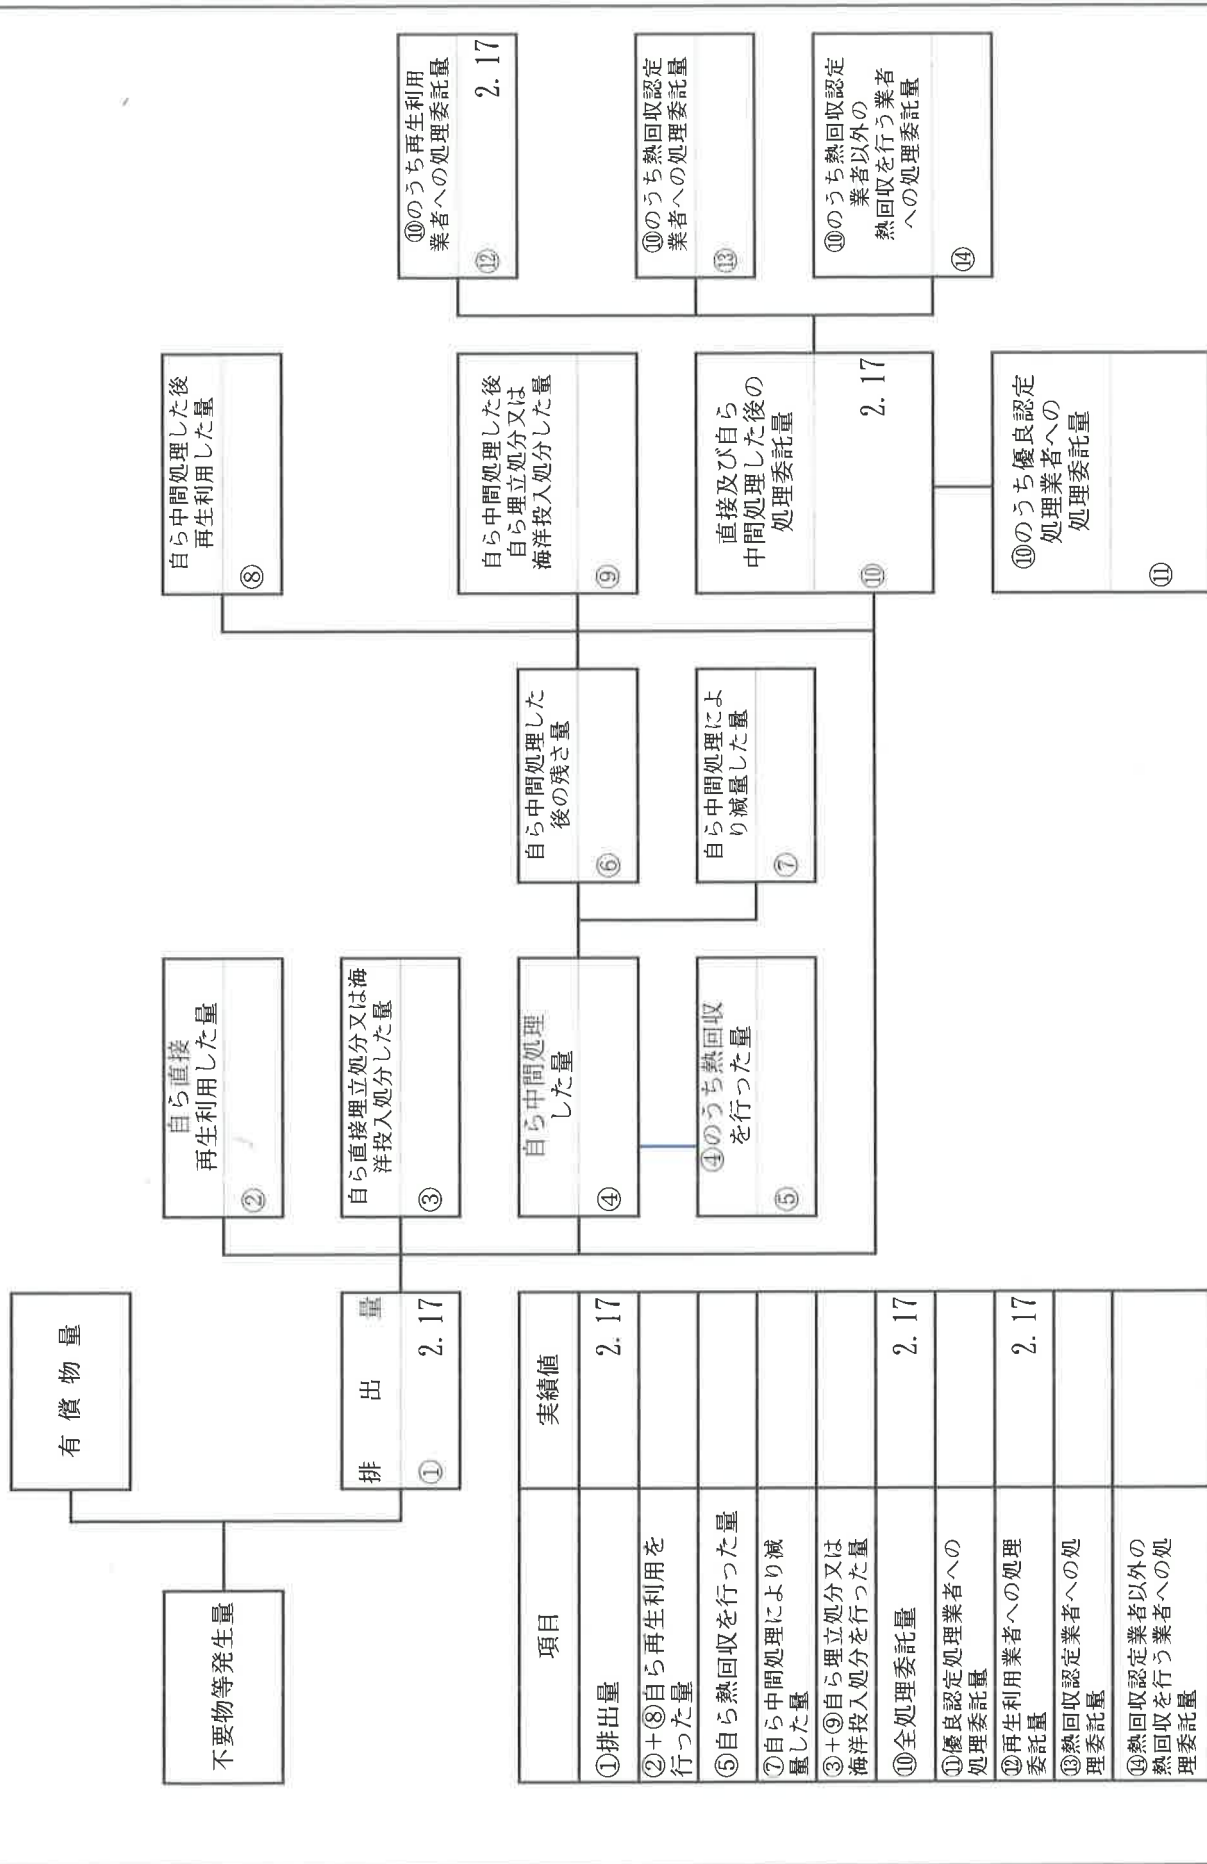 不要物等発生量
有償物量
排出量
① 2.17
自ら直接
再生利用した量
②
自ら直接埋立処分又は海
洋投入処分した量
③
自ら中間処理
した量
④
④のうち熱回収
を行った量
⑤
自ら中間処理した
後の残さ量
⑥
自ら中間処理によ
り減量した量
⑦
自ら中間処理した後
再生利用した量
⑧
自ら中間処理した後
自ら埋立処分又は
海洋投入処分した量
⑨
直接及び自ら
中間処理した後の
処理委託量
⑩ 2.17
⑩のうち優良認定
処理業者への
処理委託量
⑪
⑩のうち再生利用
業者への処理委託量
⑫ 2.17
⑩のうち熱回収認定
業者への処理委託量
⑬
⑩のうち熱回収認定
業者以外の
熱回収を行う業者
への処理委託量
⑭
項目 実績値
①排出量 2.17
②+⑧自ら再生利用を
行った量
⑤自ら熱回収を行った量
⑦自ら中間処理により減
量した量
③+⑨自ら埋立処分又は
海洋投入処分を行った量
⑩全処理委託量 2.17
⑪優良認定処理業者への
処理委託量
⑫再生利用業者への処理
委託量 2.17
⑬熱回収認定業者への処
理委託量
⑭熱回収認定業者以外の
熱回収を行う業者への処
理委託量